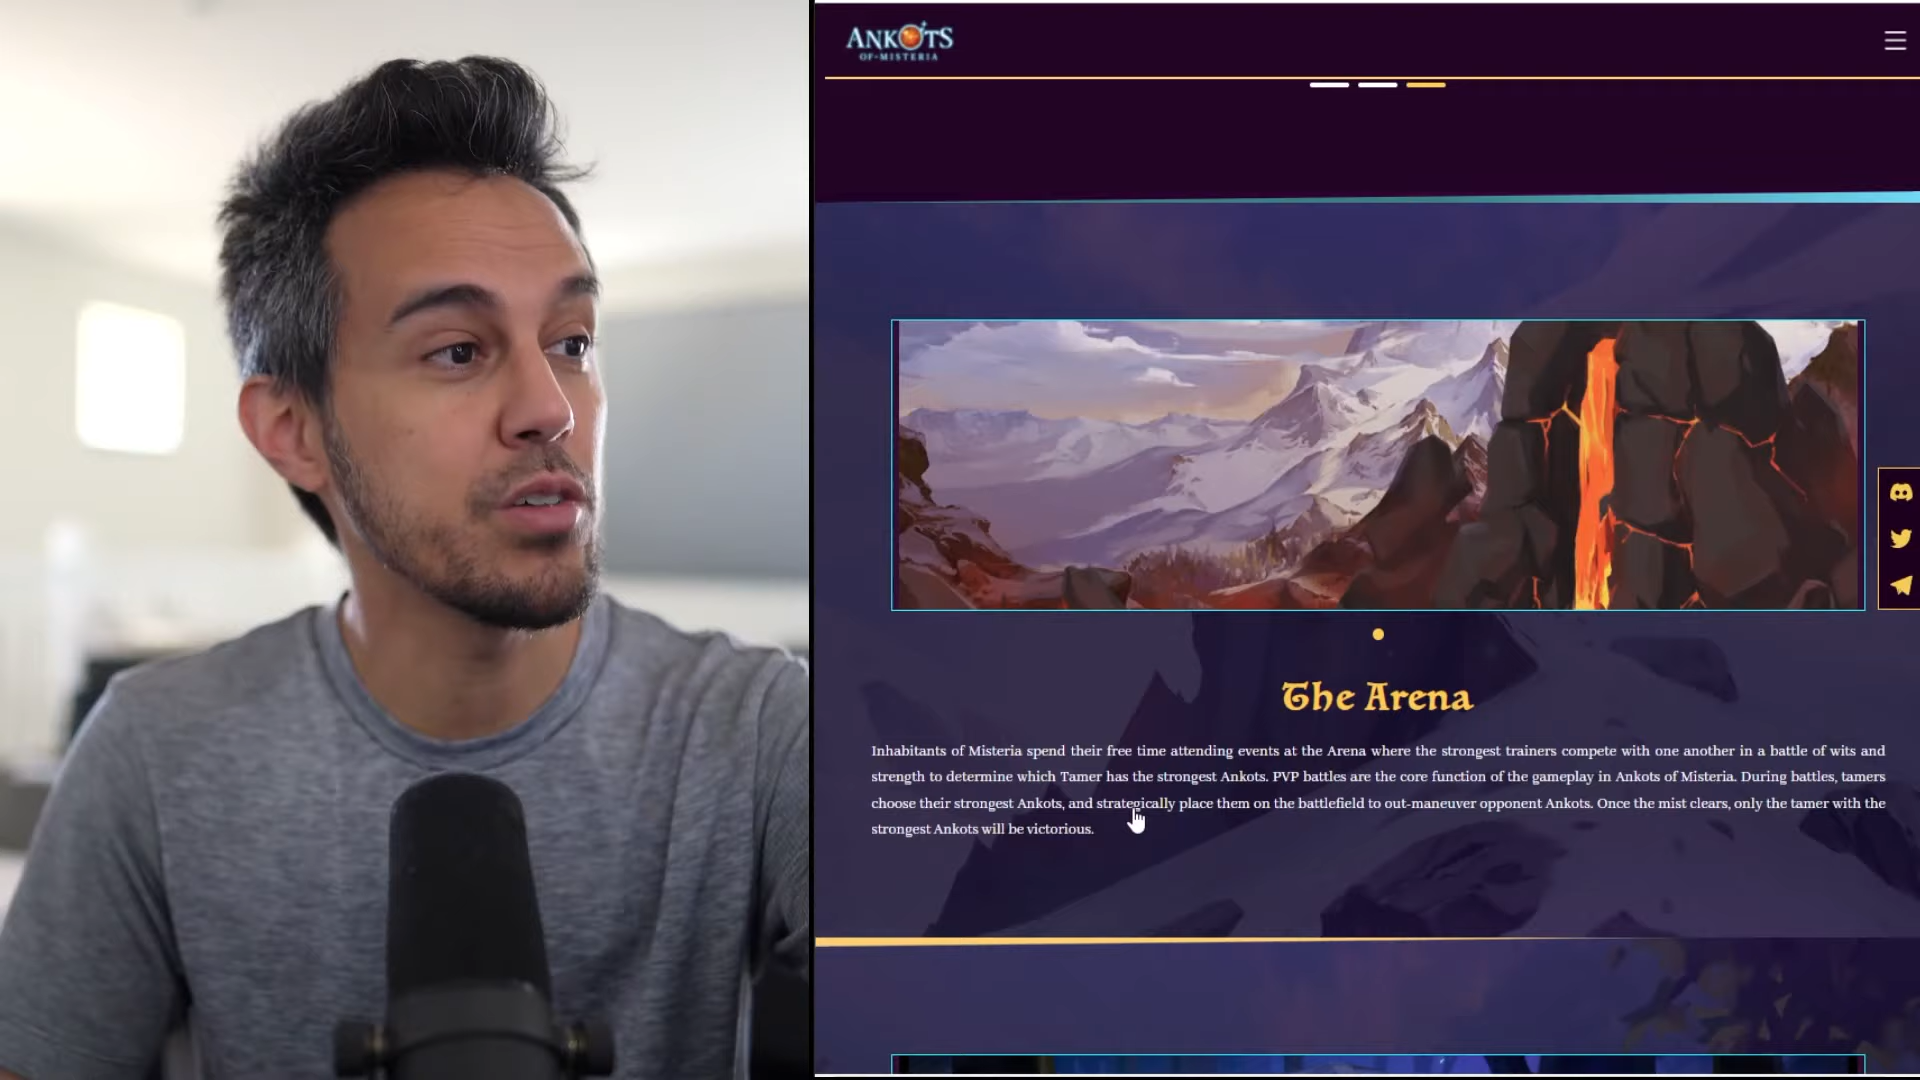 ANKOTS
OF-MISTERIA
The Arena
Inhabitants of Misteria spend their free time attending events at the Arena where the strongest trainers compete with one another in a battle of wits and
strength to determine which Tamer has the strongest Ankots. PVP battles are the core function of the gameplay in Ankots of Misteria. During battles, tamers
choose their strongest Ankots, and strategically place them on the battlefield to out-maneuver opponent Ankots. Once the mist clears, only the tamer with the
strongest Ankots will be victorious.